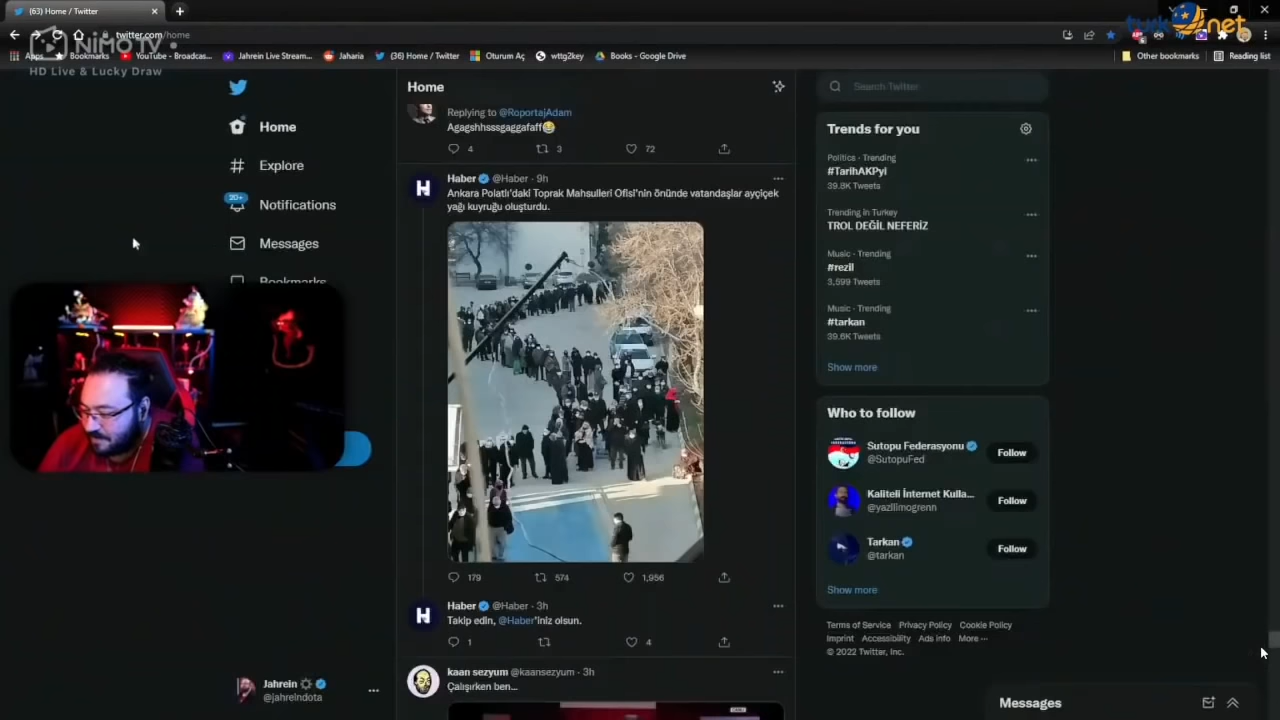 (63) Home / Twitter
turk net
twitter.com/home
NiMO TV
HD Live & Lucky Draw
Apps
Bookmarks
YouTube - Broadcas...
Jahrein Live Stream...
Jaharia
(36) Home / Twitter
Oturum Aç
wttg2key
Books - Google Drive
Other bookmarks
Reading list
Home
Explore
20+
Notifications
Messages
Bookmarks
Jahrein
@jahreindota
Home
Replying to @RoportajAdam
Agagshhsssgaggafaff😂
4
3
72
H
Haber @Haber · 9h
Ankara Polatlı'daki Toprak Mahsulleri Ofisi'nin önünde vatandaşlar ayçiçek
yağı kuyruğu oluşturdu.
179
574
1,956
H
Haber @Haber · 3h
Takip edin, @Haber'iniz olsun.
1
4
kaan sezyum @kaansezyum · 3h
Çalışırken ben...
Search Twitter
Trends for you
Politics · Trending
#TarihAKPyi
39.8K Tweets
Trending in Turkey
TROL DEĞİL NEFERİZ
Music · Trending
#rezil
3,599 Tweets
Music · Trending
#tarkan
39.6K Tweets
Show more
Who to follow
Sutopu Federasyonu
@SutopuFed
Follow
Kaliteli İnternet Kulla...
@yazilimogrenn
Follow
Tarkan
@tarkan
Follow
Show more
Terms of Service Privacy Policy Cookie Policy
Imprint Accessibility Ads info More ...
© 2022 Twitter, Inc.
Messages